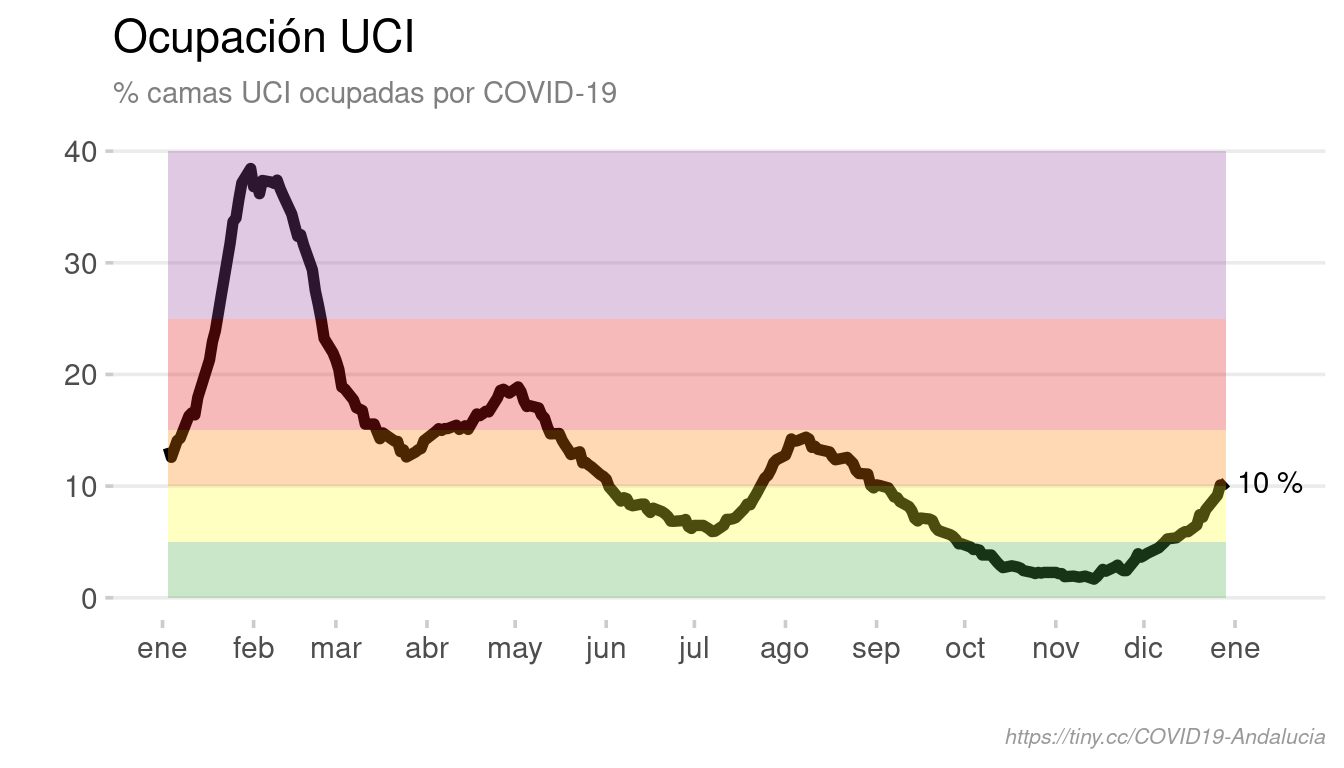 Ocupación UCI
% camas UCI ocupadas por COVID-19
40
30
20
10
0
10 %
ene feb mar abr may jun jul ago sep oct nov dic ene
https://tiny.cc/COVID19-Andalucia